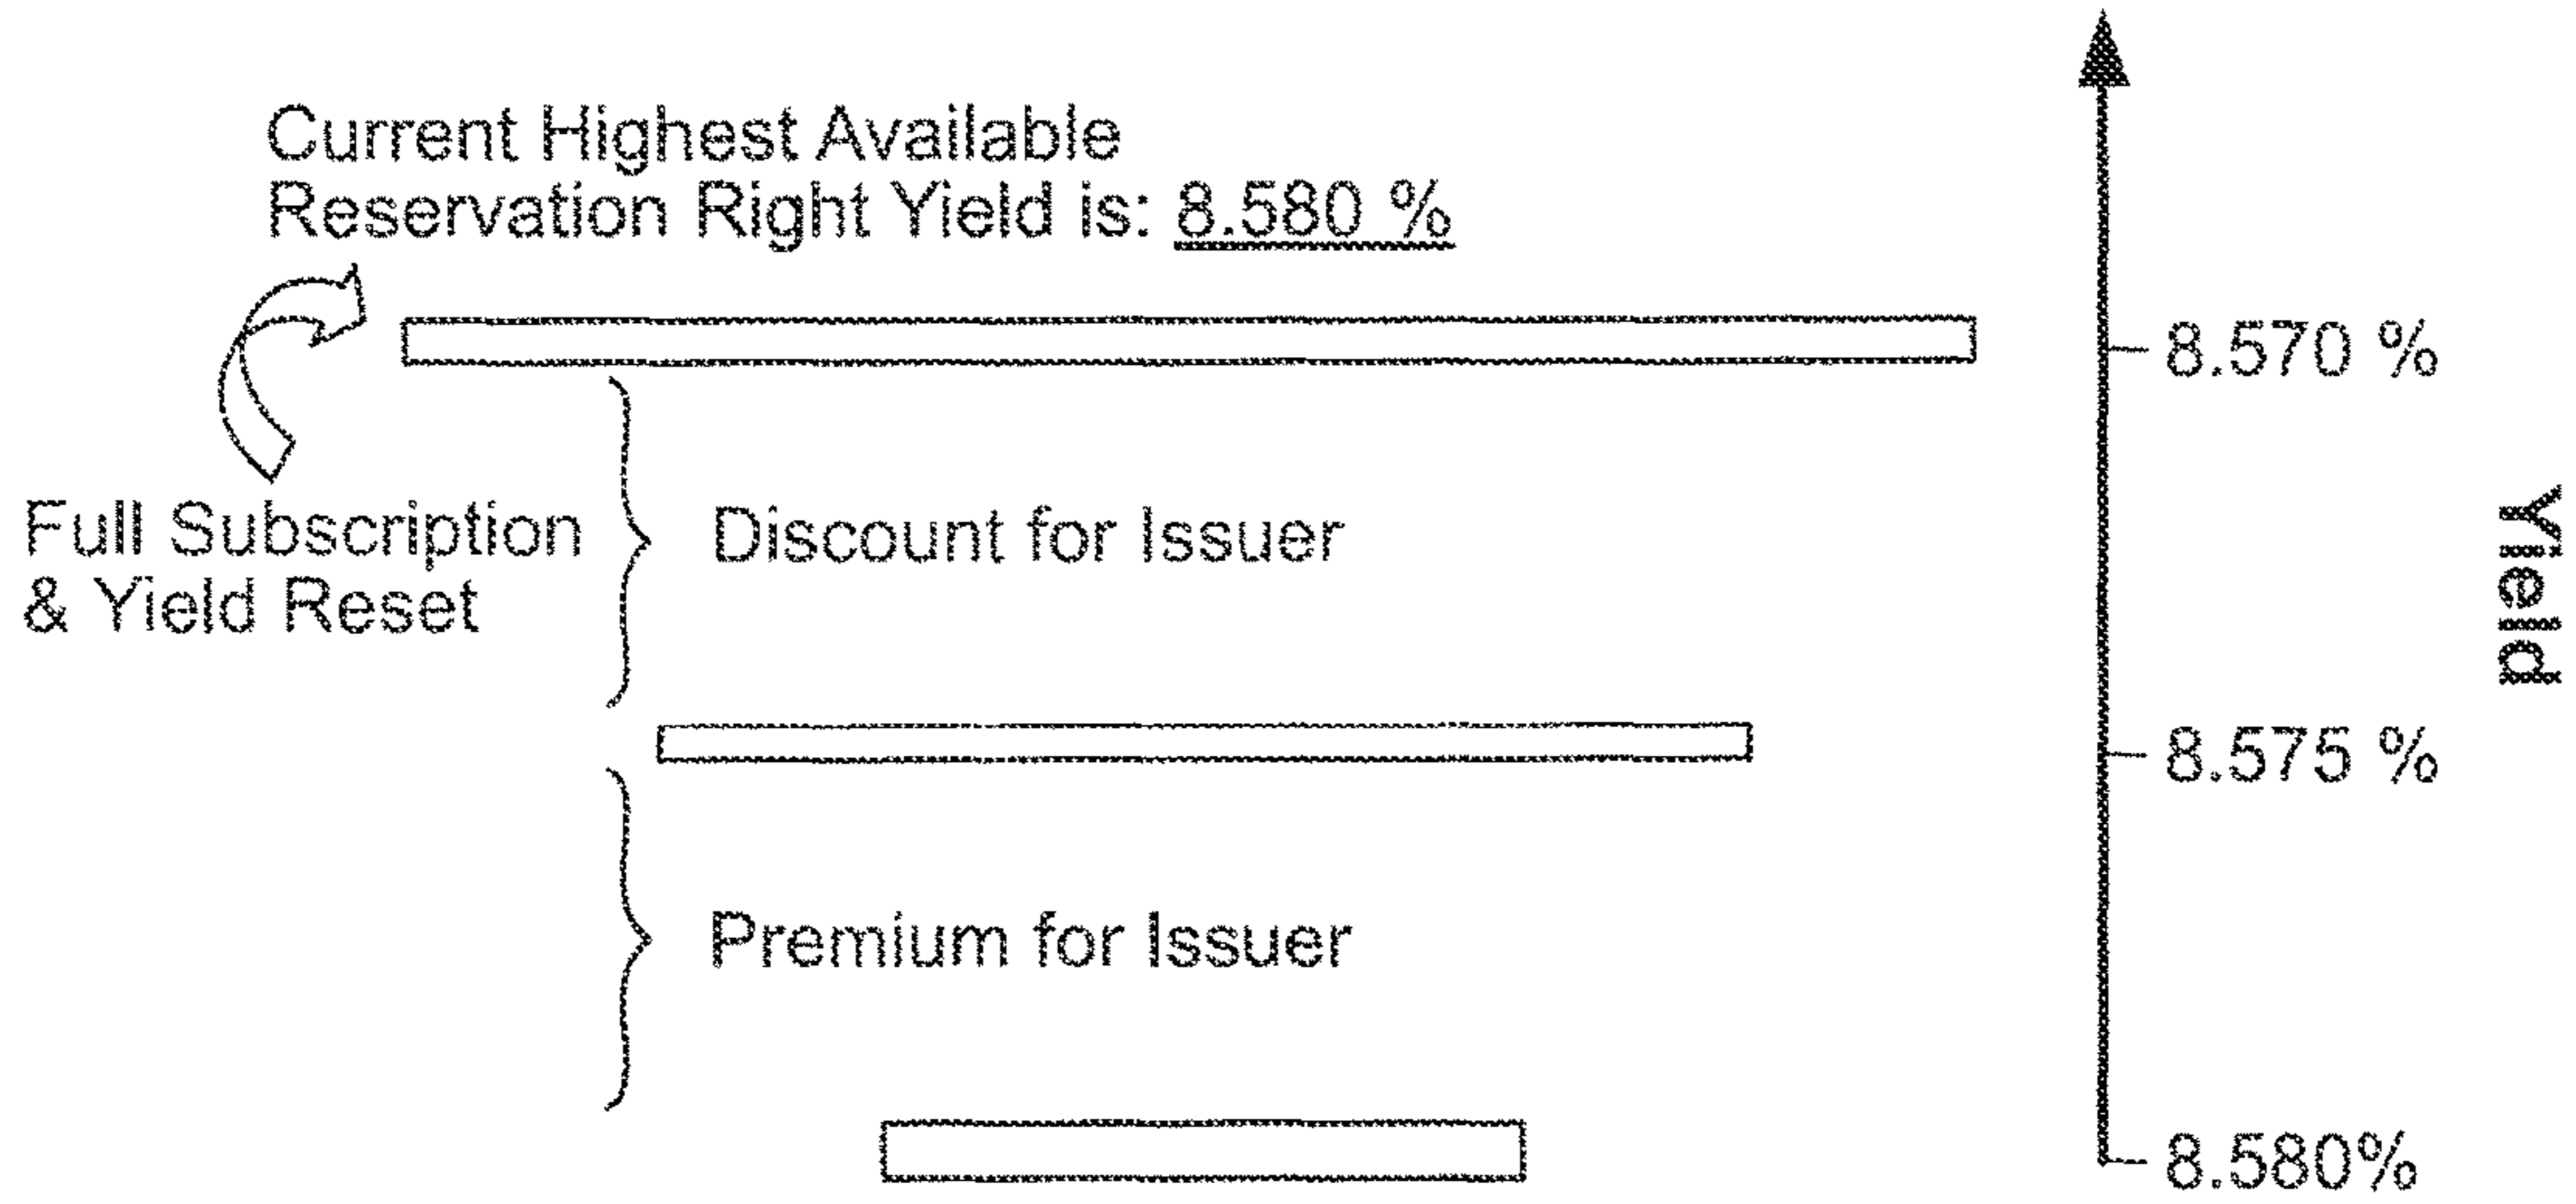 Current Highest Available
Reservation Right Yield is: 8.580 %
8.570 %
Full Subscription
& Yield Reset
Discount for Issuer
Yield
8.575 %
Premium for Issuer
8.580%